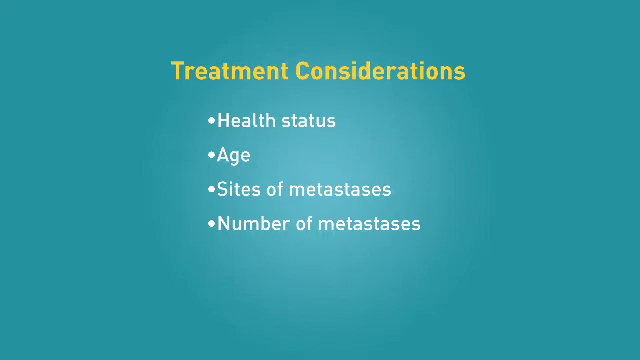 Treatment Considerations
•Health status
•Age
•Sites of metastases
•Number of metastases